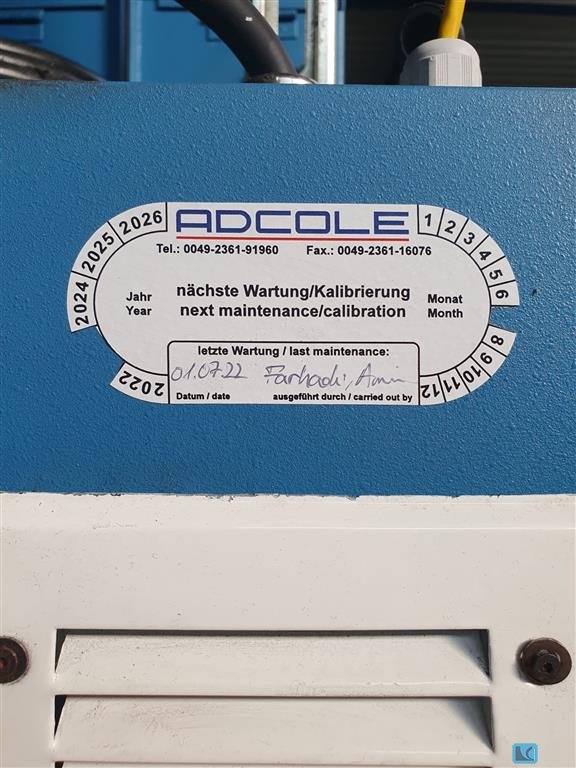 2022
2024
2025
2026
ADCOLE
1 2 3 4 5 6
8 9 10 11 12
Tel.: 0049-2361-91960 Fax.: 0049-2361-16076
Jahr
Year
nächste Wartung/Kalibrierung
next maintenance/calibration
Monat
Month
letzte Wartung / last maintenance:
01.07.22 Farhadi, Amin
Datum / date ausgeführt durch / carried out by